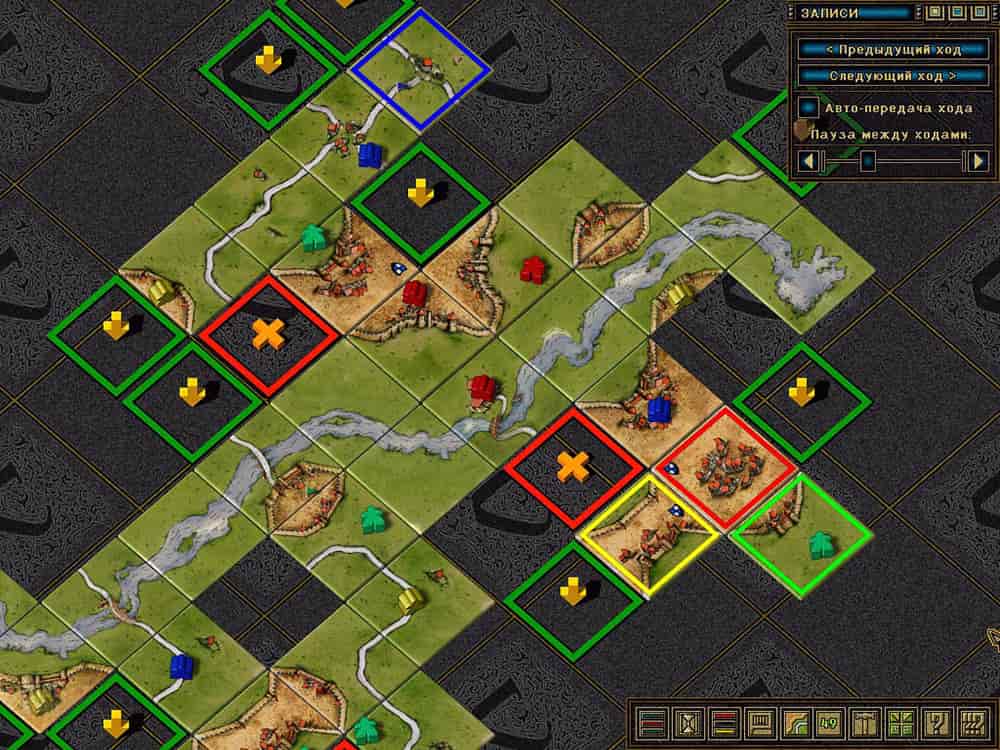 ЗАПИСИ
< Предыдущий ход
Следующий ход >
Авто-передача хода
Пауза между ходами:
49